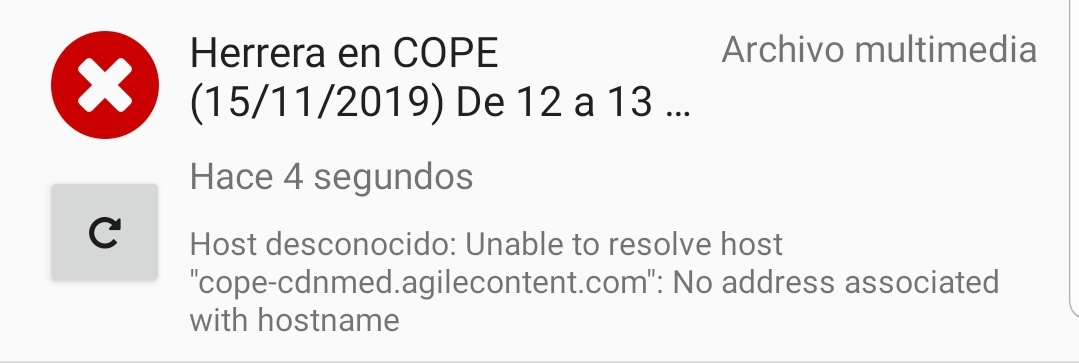 Herrera en COPE
(15/11/2019) De 12 a 13 ...
Archivo multimedia
Hace 4 segundos
Host desconocido: Unable to resolve host
"cope-cdnmed.agilecontent.com": No address associated
with hostname